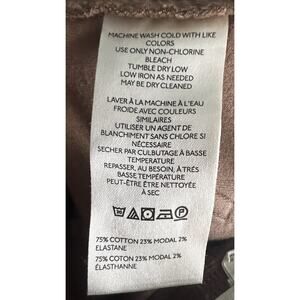 MACHINE WASH COLD WITH LIKE
COLORS
USE ONLY NON-CHLORINE
BLEACH
TUMBLE DRY LOW
LOW IRON AS NEEDED
MAY BE DRY CLEANED
LAVER À LA MACHINE À L'EAU
FROIDE AVEC COULEURS
SIMILAIRES
UTILISER UN AGENT DE
BLANCHIMENT SANS CHLORE SI
NÉCESSAIRE
SECHER PAR CULBUTAGE À BASSE
TEMPERATURE
REPASSER, AU BESOIN, À TRÉS
BASSE TEMPÉRATURE
PEUT-ÊTRE ÊTRE NETTOYÉE
À SEC
75% COTTON 23% MODAL 2%
ELASTANE
75% COTON 23% MODAL 2%
ÉLASTHANNE